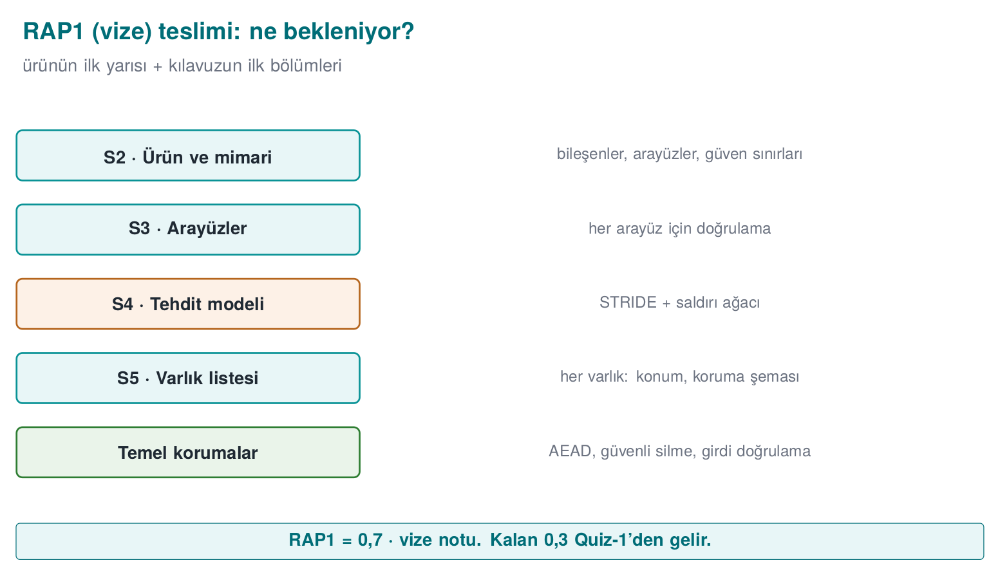 RAP1 (vize) teslimi: ne bekleniyor?
ürünün ilk yarısı + kılavuzun ilk bölümleri
S2 · Ürün ve mimari
bileşenler, arayüzler, güven sınırları
S3 · Arayüzler
her arayüz için doğrulama
S4 · Tehdit modeli
STRIDE + saldırı ağacı
S5 · Varlık listesi
her varlık: konum, koruma şeması
Temel korumalar
AEAD, güvenli silme, girdi doğrulama
RAP1 = 0,7 · vize notu. Kalan 0,3 Quiz-1’den gelir.